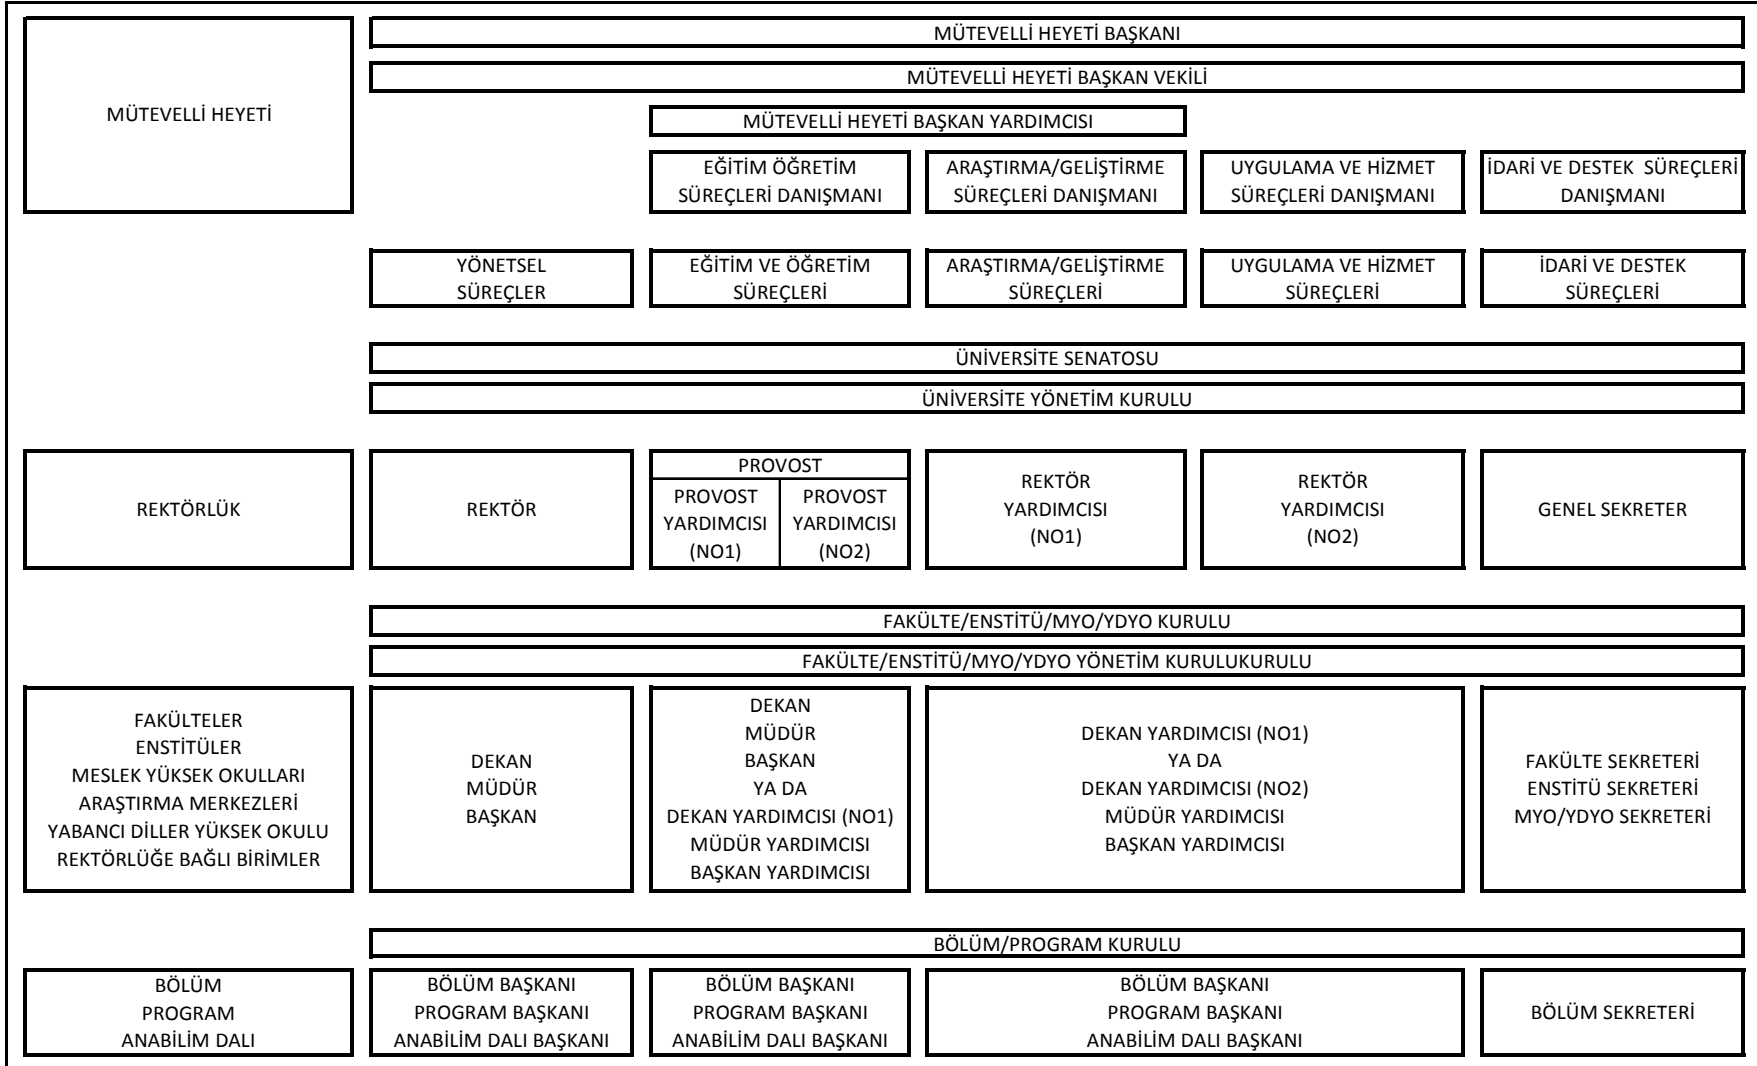 MÜTEVELLİ HEYETİ
MÜTEVELLİ HEYETİ BAŞKANI
MÜTEVELLİ HEYETİ BAŞKAN VEKİLİ
MÜTEVELLİ HEYETİ BAŞKAN YARDIMCISI
EĞİTİM ÖĞRETİM
SÜREÇLERİ DANIŞMANI
ARAŞTIRMA/GELİŞTİRME
SÜREÇLERİ DANIŞMANI
UYGULAMA VE HİZMET
SÜREÇLERİ DANIŞMANI
İDARİ VE DESTEK SÜREÇLERİ
DANIŞMANI
YÖNETSEL
SÜREÇLER
EĞİTİM VE ÖĞRETİM
SÜREÇLERİ
ARAŞTIRMA/GELİŞTİRME
SÜREÇLERİ
UYGULAMA VE HİZMET
SÜREÇLERİ
İDARİ VE DESTEK
SÜREÇLERİ
ÜNİVERSİTE SENATOSU
ÜNİVERSİTE YÖNETİM KURULU
REKTÖRLÜK
REKTÖR
PROVOST
PROVOST
YARDIMCISI
(NO1)
PROVOST
YARDIMCISI
(NO2)
REKTÖR
YARDIMCISI
(NO1)
REKTÖR
YARDIMCISI
(NO2)
GENEL SEKRETER
FAKÜLTE/ENSTİTÜ/MYO/YDYO KURULU
FAKÜLTE/ENSTİTÜ/MYO/YDYO YÖNETİM KURULUKURULU
FAKÜLTELER
ENSTİTÜLER
MESLEK YÜKSEK OKULLARI
ARAŞTIRMA MERKEZLERİ
YABANCI DİLLER YÜKSEK OKULU
REKTÖRLÜĞE BAĞLI BİRİMLER
DEKAN
MÜDÜR
BAŞKAN
DEKAN
MÜDÜR
BAŞKAN
YA DA
DEKAN YARDIMCISI (NO1)
MÜDÜR YARDIMCISI
BAŞKAN YARDIMCISI
DEKAN YARDIMCISI (NO1)
YA DA
DEKAN YARDIMCISI (NO2)
MÜDÜR YARDIMCISI
BAŞKAN YARDIMCISI
FAKÜLTE SEKRETERİ
ENSTİTÜ SEKRETERİ
MYO/YDYO SEKRETERİ
BÖLÜM/PROGRAM KURULU
BÖLÜM
PROGRAM
ANABİLİM DALI
BÖLÜM BAŞKANI
PROGRAM BAŞKANI
ANABİLİM DALI BAŞKANI
BÖLÜM BAŞKANI
PROGRAM BAŞKANI
ANABİLİM DALI BAŞKANI
BÖLÜM BAŞKANI
PROGRAM BAŞKANI
ANABİLİM DALI BAŞKANI
BÖLÜM SEKRETERİ